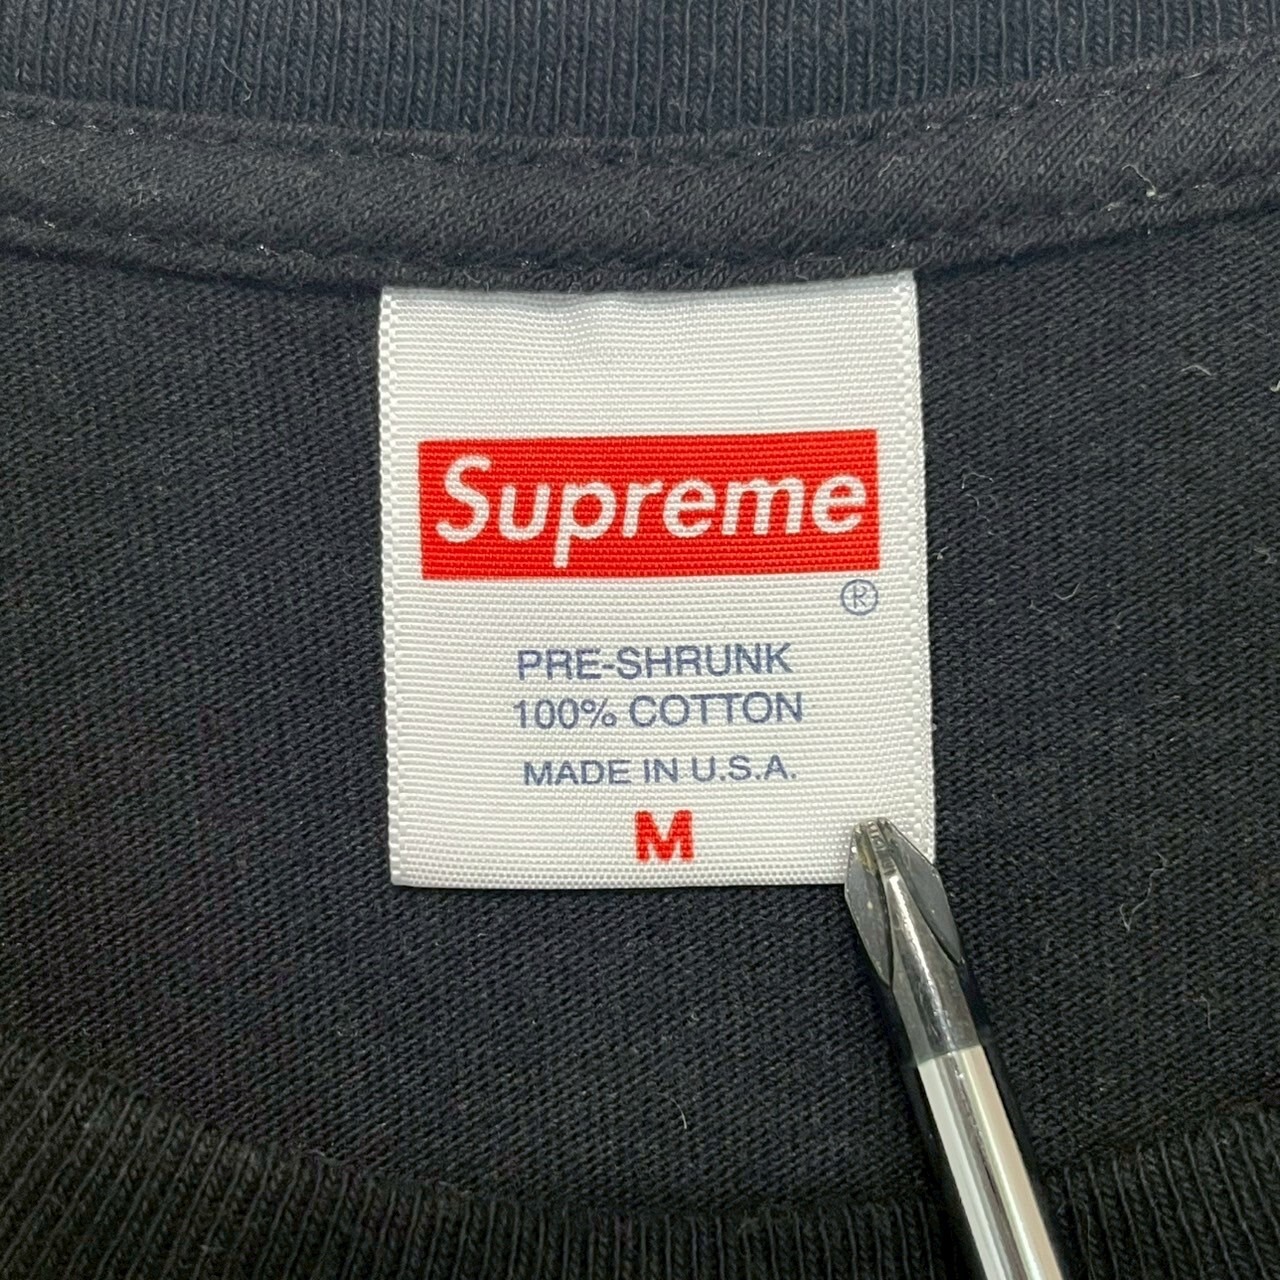 Supreme
®
PRE-SHRUNK
100% COTTON
MADE IN U.S.A.
M